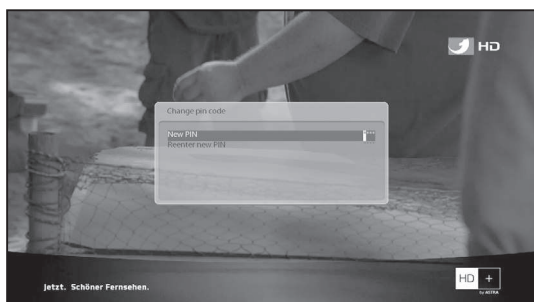 HD
Change pin code
New PIN
Reenter new PIN
Jetzt. Schöner Fernsehen.
HD +
by ASTRA